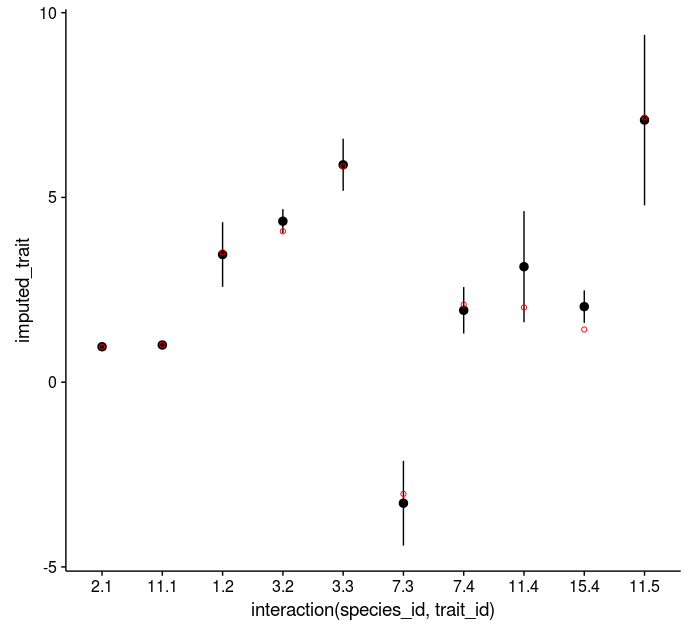 10
5
0
-5
imputed_trait
2.1 11.1 1.2 3.2 3.3 7.3 7.4 11.4 15.4 11.5
interaction(species_id, trait_id)